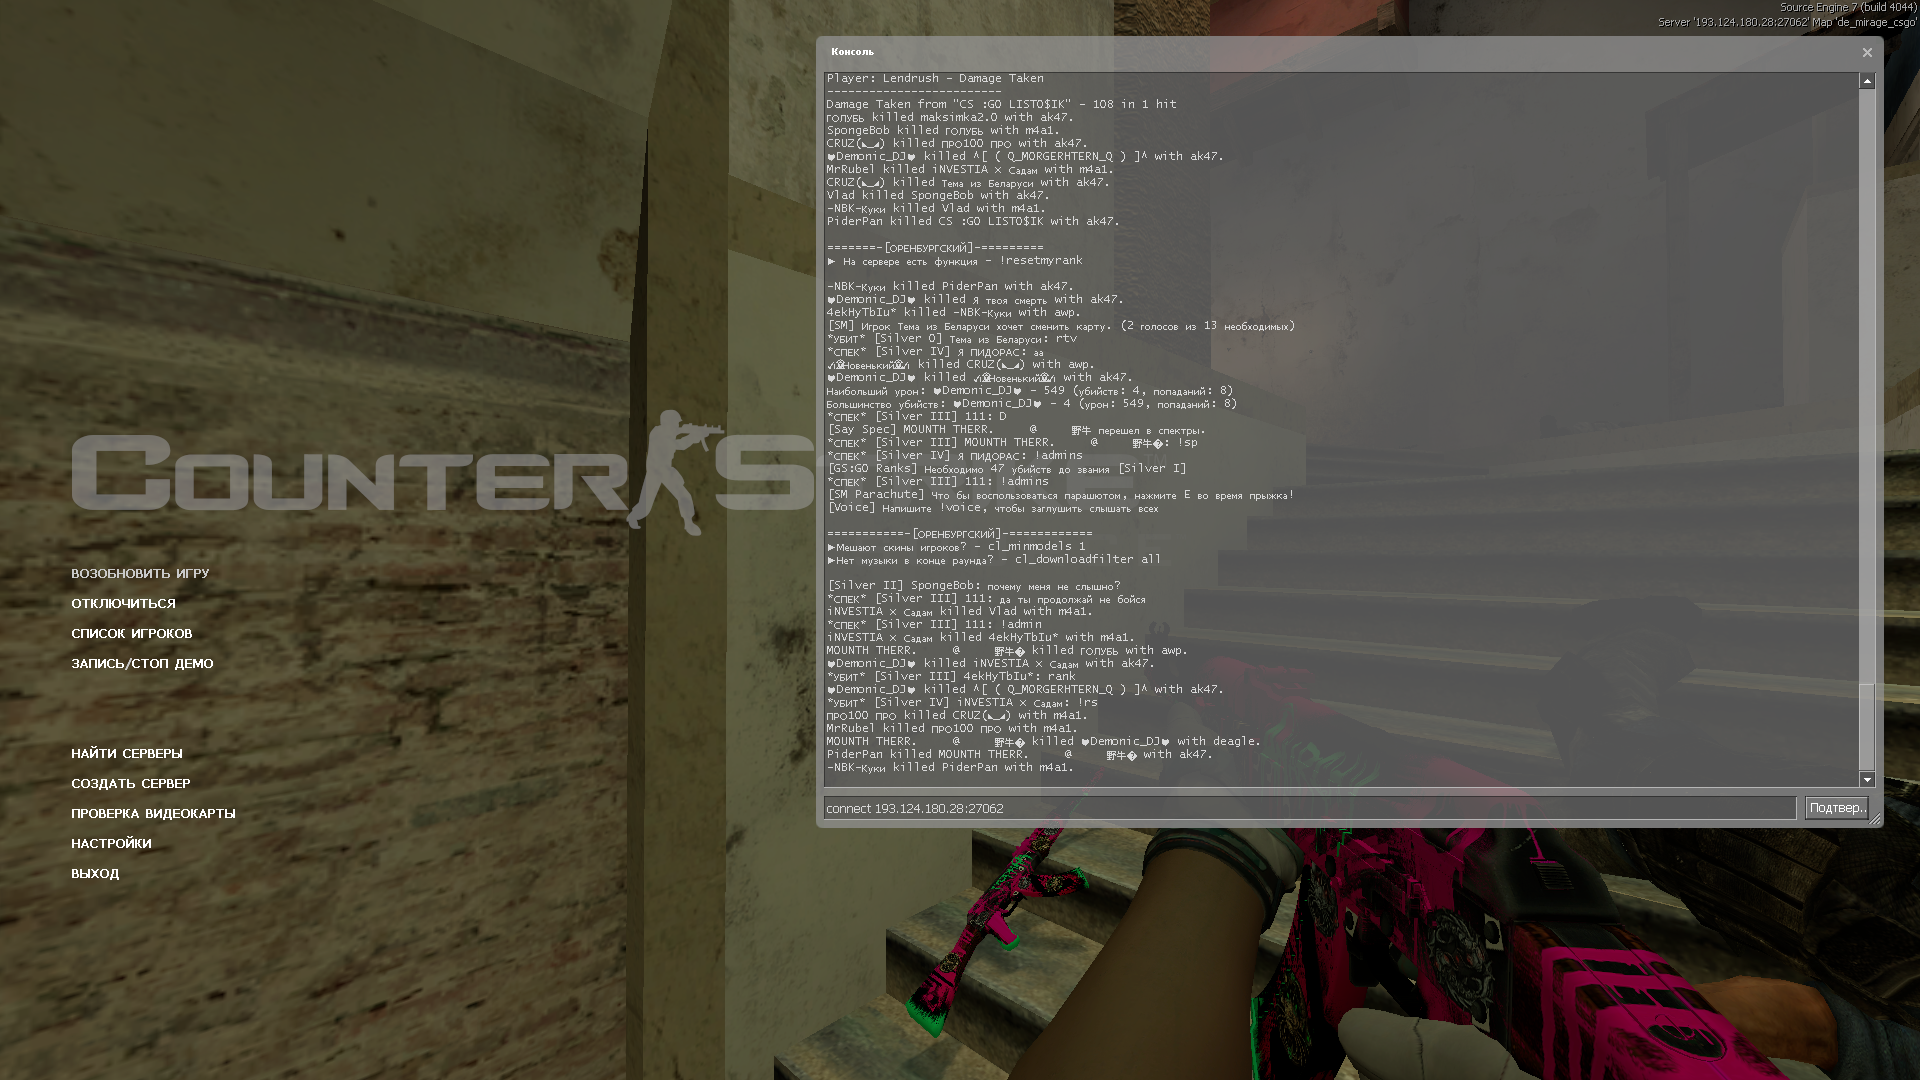 Source Engine 7 (build 4044)
Server '193.124.180.28:27062' Map 'de_mirage_csgo'
Консоль
Player: Lendrush - Damage Taken
-------------------------
Damage Taken from "CS :GO LISTO$IK" - 108 in 1 hit
ГОЛУБЬ killed maksimka2.0 with ak47.
SpongeBob killed ГОЛУБЬ with m4a1.
CRUZ(◣_◢) killed ПРО100 ПРО with ak47.
♥Demonic_DJ♥ killed ^[ ( Q_MORGERHTERN_Q ) ]^ with ak47.
MrRubel killed iNVESTIA × Садам with m4a1.
CRUZ(◣_◢) killed Тема из Беларуси with ak47.
Vlad killed SpongeBob with ak47.
-NBK-Куки killed Vlad with m4a1.
PiderPan killed CS :GO LISTO$IK with ak47.
=======-[ОРЕНБУРГСКИЙ]-==========
► На сервере есть функция - !resetmyrank
-NBK-Куки killed PiderPan with ak47.
♥Demonic_DJ♥ killed Я твоя смерть with ak47.
4ekHyTbIu* killed -NBK-Куки with awp.
[SM] Игрок Тема из Беларуси хочет сменить карту. (2 голосов из 13 необходимых)
*УБИТ* [Silver O] Тема из Беларуси: rtv
*СПЕК* [Silver IV] Я ПИДОРАС: аа
Новенький killed CRUZ(◣_◢) with awp.
♥Demonic_DJ♥ killed Новенький with ak47.
Наибольший урон: ♥Demonic_DJ♥ - 549 (убийств: 4, попаданий: 8)
Большинство убийств: ♥Demonic_DJ♥ - 4 (урон: 549, попаданий: 8)
*СПЕК* [Silver III] 111: D
[Say Spec] MOUNTH THERR. @ 野牛 перешел в спектры.
*СПЕК* [Silver III] MOUNTH THERR. @ 野牛�: !sp
*СПЕК* [Silver IV] Я ПИДОРАС: !admins
[GS:GO Ranks] Необходимо 47 убийств до звания [Silver I]
*СПЕК* [Silver III] 111: !admins
[SM Parachute] Что бы воспользоваться парашютом, нажмите E во время прыжка!
[Voice] Напишите !voice, чтобы заглушить слышать всех
===========-[ОРЕНБУРГСКИЙ]-=============
►Мешают скины игроков? - cl_minmodels 1
►Нет музыки в конце раунда? - cl_downloadfilter all
[Silver II] SpongeBob: почему меня не слышно?
*СПЕК* [Silver III] 111: да ты продолжай не бойся
iNVESTIA × Садам killed Vlad with m4a1.
*СПЕК* [Silver III] 111: !admin
iNVESTIA × Садам killed 4ekHyTbIu* with m4a1.
MOUNTH THERR. @ 野牛� killed ГОЛУБЬ with awp.
♥Demonic_DJ♥ killed iNVESTIA × Садам with ak47.
*УБИТ* [Silver III] 4ekHyTbIu*: rank
♥Demonic_DJ♥ killed ^[ ( Q_MORGERHTERN_Q ) ]^ with ak47.
*УБИТ* [Silver IV] iNVESTIA × Садам: !rs
ПРО100 ПРО killed CRUZ(◣_◢) with m4a1.
MrRubel killed ПРО100 ПРО with m4a1.
MOUNTH THERR. @ 野牛� killed ♥Demonic_DJ♥ with deagle.
PiderPan killed MOUNTH THERR. @ 野牛� with ak47.
-NBK-Куки killed PiderPan with m4a1.
connect 193.124.180.28:27062
Подтвер..
COUNTER S
ВОЗОБНОВИТЬ ИГРУ
ОТКЛЮЧИТЬСЯ
СПИСОК ИГРОКОВ
ЗАПИСЬ/СТОП ДЕМО
НАЙТИ СЕРВЕРЫ
СОЗДАТЬ СЕРВЕР
ПРОВЕРКА ВИДЕОКАРТЫ
НАСТРОЙКИ
ВЫХОД